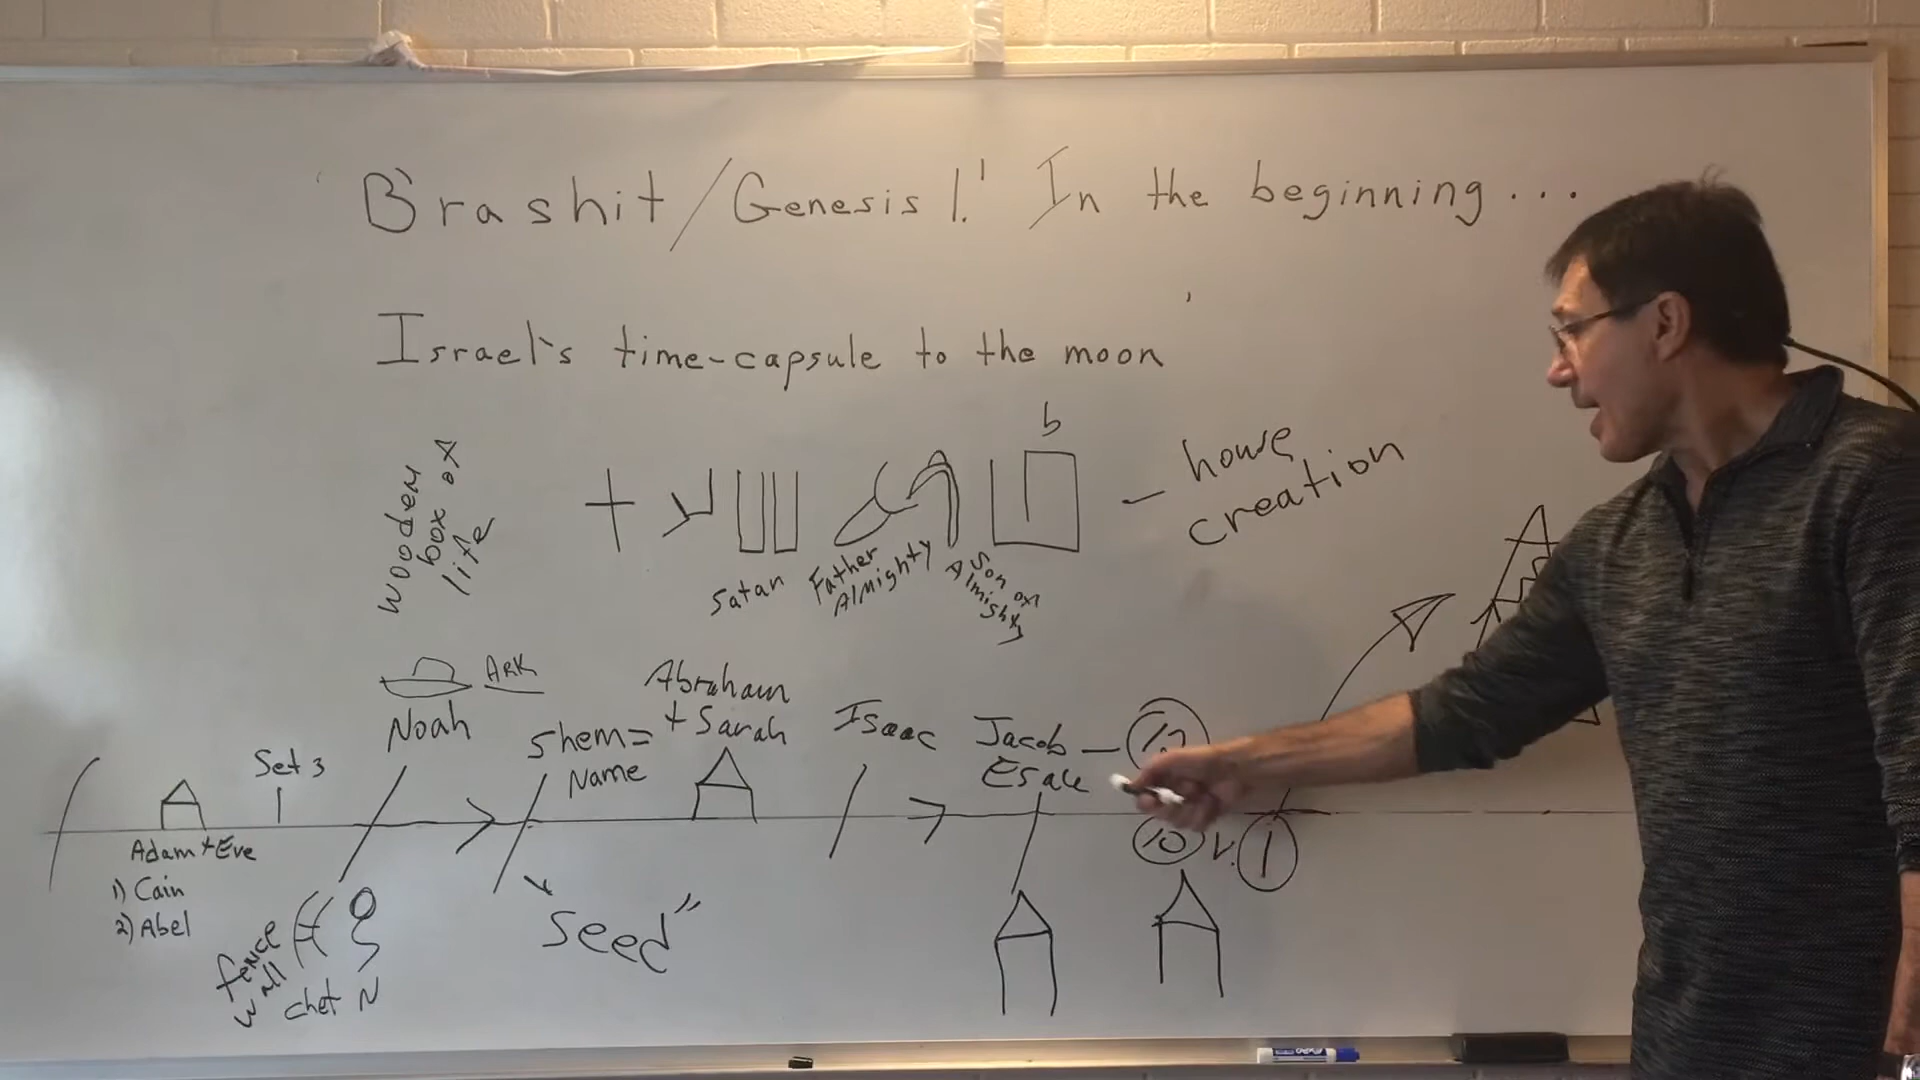 B'rashit/Genesis 1:1 In the beginning...
Israel's time-capsule to the moon
b
house
creation
wooden
box of
life
Satan
Father
Almighty
Son of
Almighty
ARK
Noah
Shem=
Name
Abraham
+ Sarah
Isaac
Jacob –
Esau
Set 3
Adam + Eve
1) Cain
2) Abel
fence
wall
chet N
"seed"
10 v. 1